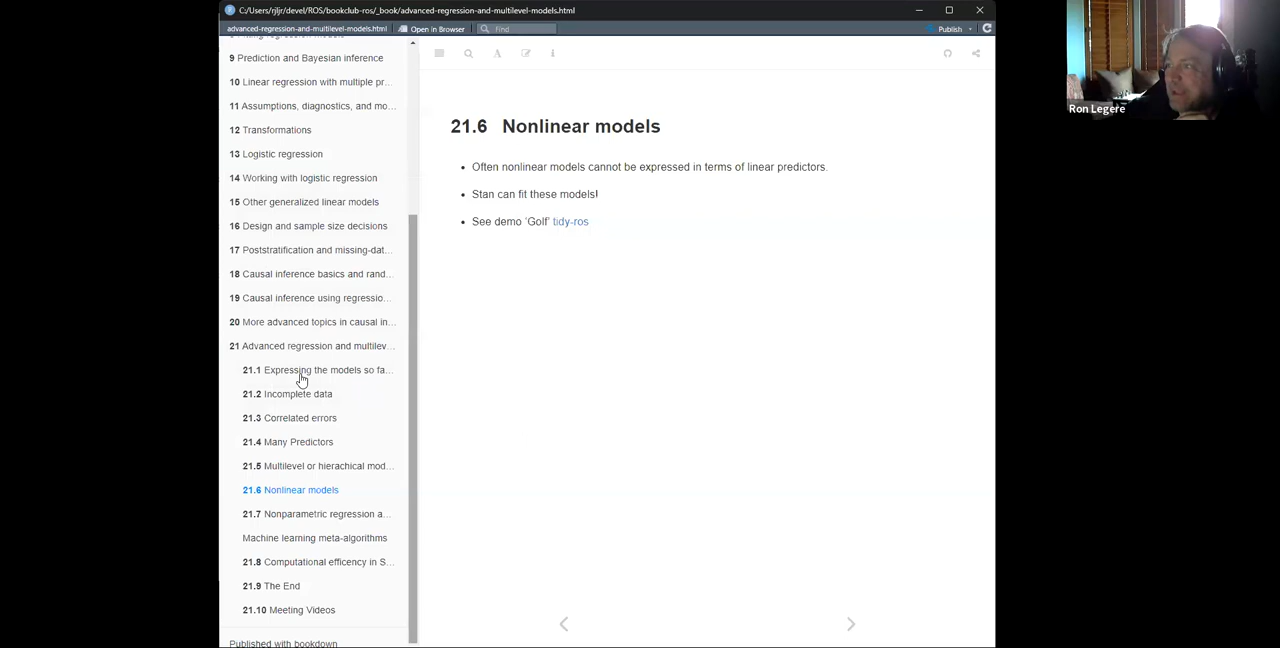 C:/Users/rjljr/devel/ROS/bookclub-ros/_book/advanced-regression-and-multilevel-models.html
advanced-regression-and-multilevel-models.html
Open in Browser
Find
Publish
9 Prediction and Bayesian inference
10 Linear regression with multiple pr...
11 Assumptions, diagnostics, and mo...
12 Transformations
13 Logistic regression
14 Working with logistic regression
15 Other generalized linear models
16 Design and sample size decisions
17 Poststratification and missing-dat...
18 Causal inference basics and rand...
19 Causal inference using regressio...
20 More advanced topics in causal in...
21 Advanced regression and multilev...
21.1 Expressing the models so fa...
21.2 Incomplete data
21.3 Correlated errors
21.4 Many Predictors
21.5 Multilevel or hierachical mod...
21.6 Nonlinear models
21.7 Nonparametric regression a...
Machine learning meta-algorithms
21.8 Computational efficency in S...
21.9 The End
21.10 Meeting Videos
Published with bookdown
21.6 Nonlinear models
• Often nonlinear models cannot be expressed in terms of linear predictors.
• Stan can fit these models!
• See demo ‘Golf’ tidy-ros
Ron Legere